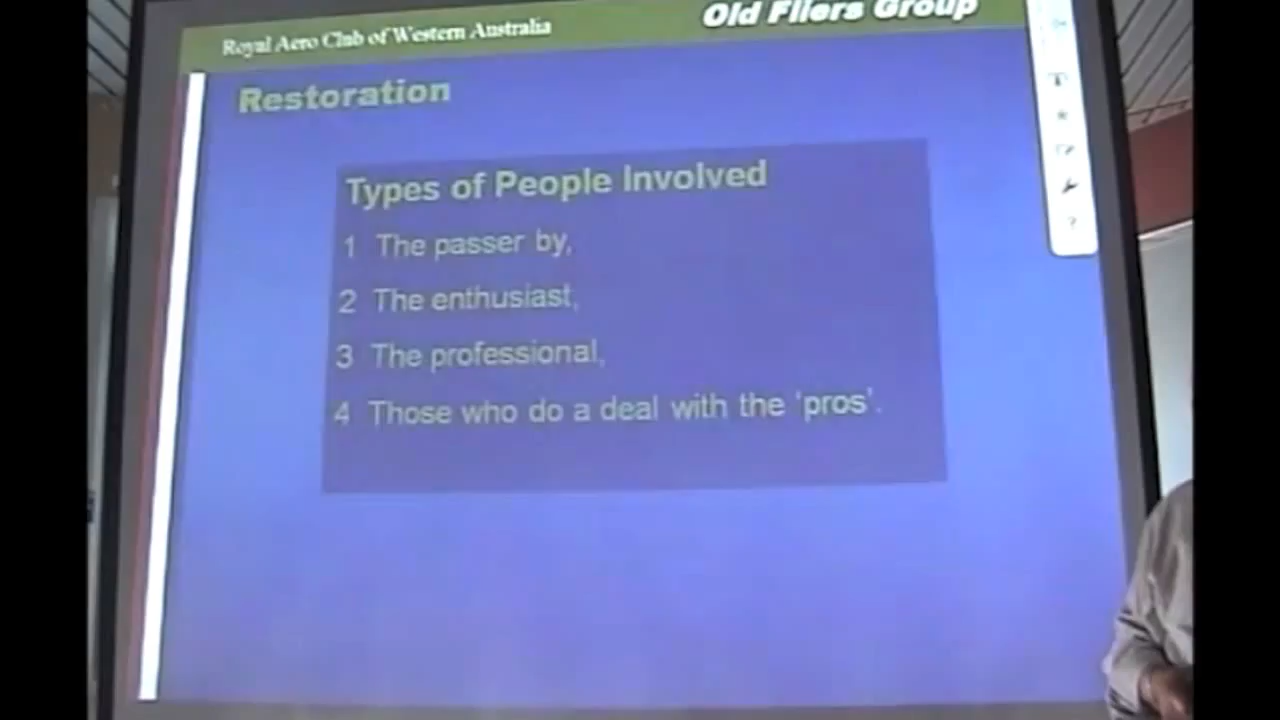 Royal Aero Club of Western Australia
Old Fliers Group
Restoration
Types of People Involved
1 The passer by,
2 The enthusiast,
3 The professional,
4 Those who do a deal with the ‘pros’.
?